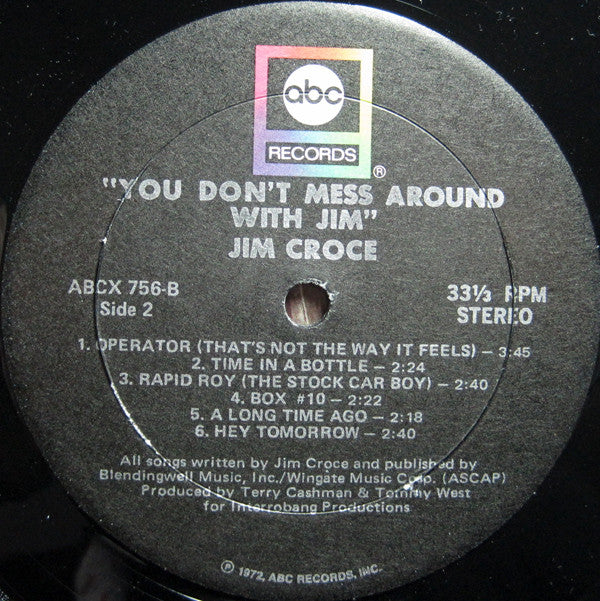 abc
RECORDS
®
"YOU DON'T MESS AROUND
WITH JIM"
JIM CROCE
ABCX 756-B
Side 2
33⅓ RPM
STEREO
1. OPERATOR (THAT'S NOT THE WAY IT FEELS) – 3:45
2. TIME IN A BOTTLE – 2:24
3. RAPID ROY (THE STOCK CAR BOY) – 2:40
4. BOX #10 – 2:22
5. A LONG TIME AGO – 2:18
6. HEY TOMORROW – 2:40
All songs written by Jim Croce and published by
Blendingwell Music, Inc./Wingate Music Corp. (ASCAP)
Produced by Terry Cashman & Tommy West
for Interrobang Productions
℗ 1972, ABC RECORDS, INC.